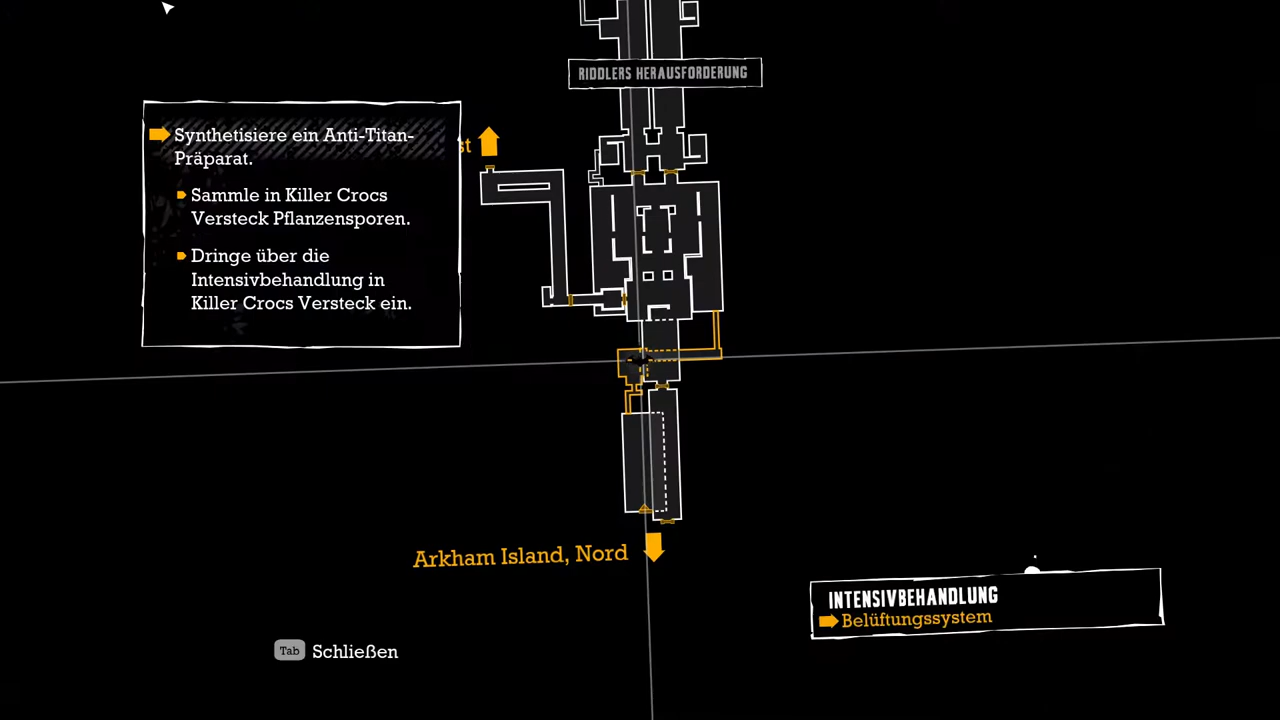 RIDDLERS HERAUSFORDERUNG
Synthetisiere ein Anti-Titan-
Präparat.
st
Sammle in Killer Crocs
Versteck Pflanzensporen.
Dringe über die
Intensivbehandlung in
Killer Crocs Versteck ein.
Arkham Island, Nord
INTENSIVBEHANDLUNG
Belüftungssystem
Tab Schließen